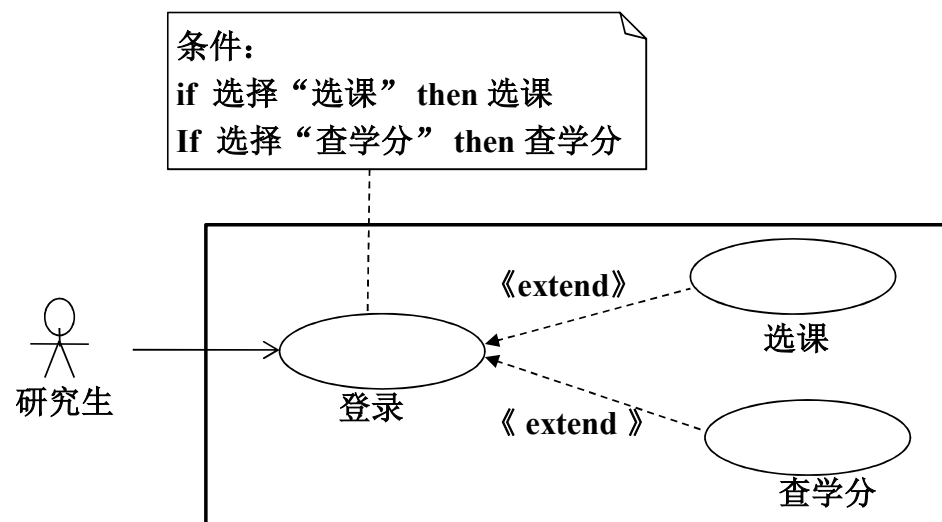 条件：
if 选择“选课” then 选课
If 选择“查学分” then 查学分
《extend》
选课
研究生
登录
《 extend 》
查学分